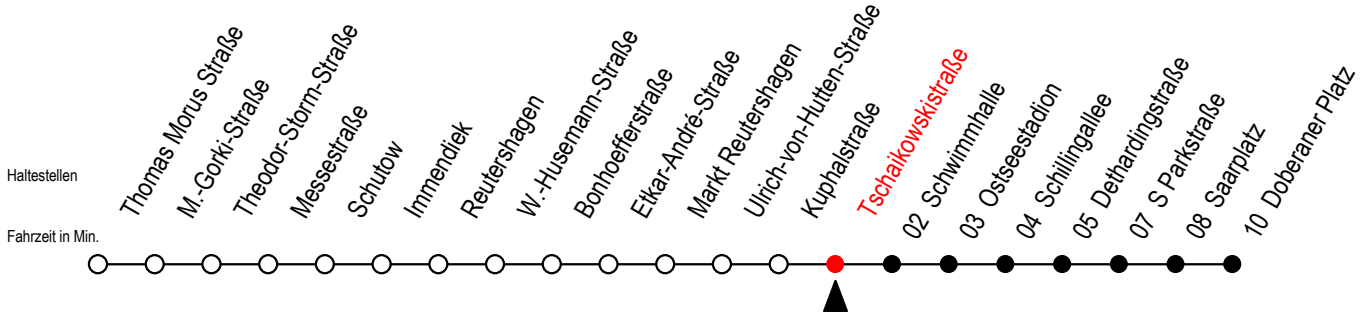 Haltestellen
Fahrzeit in Min.
Thomas Morus Straße
M.-Gorki-Straße
Theodor-Storm-Straße
Messestraße
Schutow
Immendiek
Reutershagen
W.-Husemann-Straße
Bonhoefferstraße
Etkar-André-Straße
Markt Reutershagen
Ulrich-von-Hutten-Straße
Kuphalstraße
Tschaikowskistraße
02 Schwimmhalle
03 Ostseestadion
04 Schillingallee
05 Dethardingstraße
07 S Parkstraße
08 Saarplatz
10 Doberamer Platz